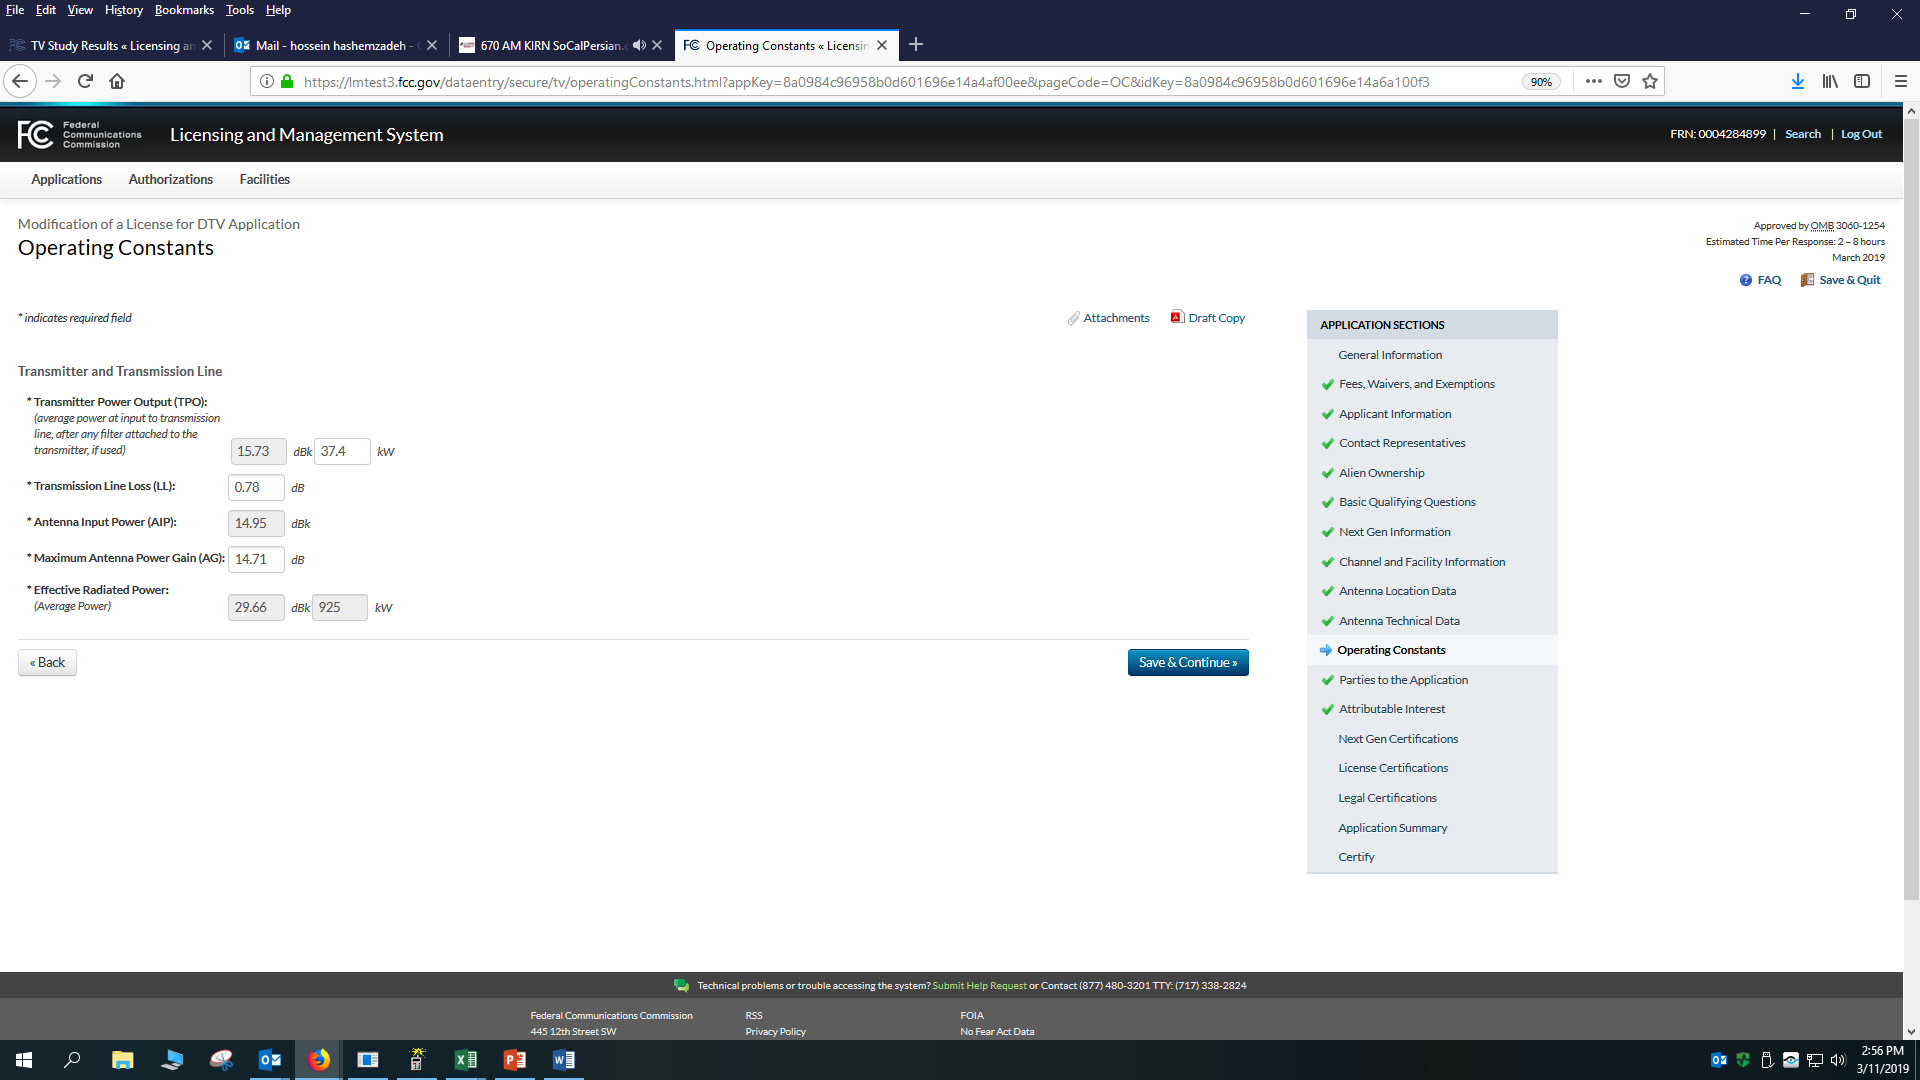 File Edit View History Bookmarks Tools Help
TV Study Results « Licensing an
Mail - hossein hashemzadeh -
670 AM KIRN SoCalPersian.c
FC Operating Constants « Licensin
https://lmtest3.fcc.gov/dataentry/secure/tv/operatingConstants.html?appKey=8a0984c96958b0d601696e14a4af00ee&pageCode=OC&idKey=8a0984c96958b0d601696e14a6a100f3
90%
Federal
Communications
Commission
Licensing and Management System
FRN: 0004284899 | Search | Log Out
Applications Authorizations Facilities
Modification of a License for DTV Application
Operating Constants
Approved by OMB 3060-1254
Estimated Time Per Response: 2 – 8 hours
March 2019
FAQ Save & Quit
* indicates required field
Attachments Draft Copy
Transmitter and Transmission Line
* Transmitter Power Output (TPO):
(average power at input to transmission
line, after any filter attached to the
transmitter, if used)
15.73 dBk 37.4 kW
* Transmission Line Loss (LL): 0.78 dB
* Antenna Input Power (AIP): 14.95 dBk
* Maximum Antenna Power Gain (AG): 14.71 dB
* Effective Radiated Power:
(Average Power)
29.66 dBk 925 kW
« Back
Save & Continue »
APPLICATION SECTIONS
General Information
Fees, Waivers, and Exemptions
Applicant Information
Contact Representatives
Alien Ownership
Basic Qualifying Questions
Next Gen Information
Channel and Facility Information
Antenna Location Data
Antenna Technical Data
Operating Constants
Parties to the Application
Attributable Interest
Next Gen Certifications
License Certifications
Legal Certifications
Application Summary
Certify
Technical problems or trouble accessing the system? Submit Help Request or Contact (877) 480-3201 TTY: (717) 338-2824
Federal Communications Commission
445 12th Street SW
RSS
Privacy Policy
FOIA
No Fear Act Data
2:56 PM
3/11/2019